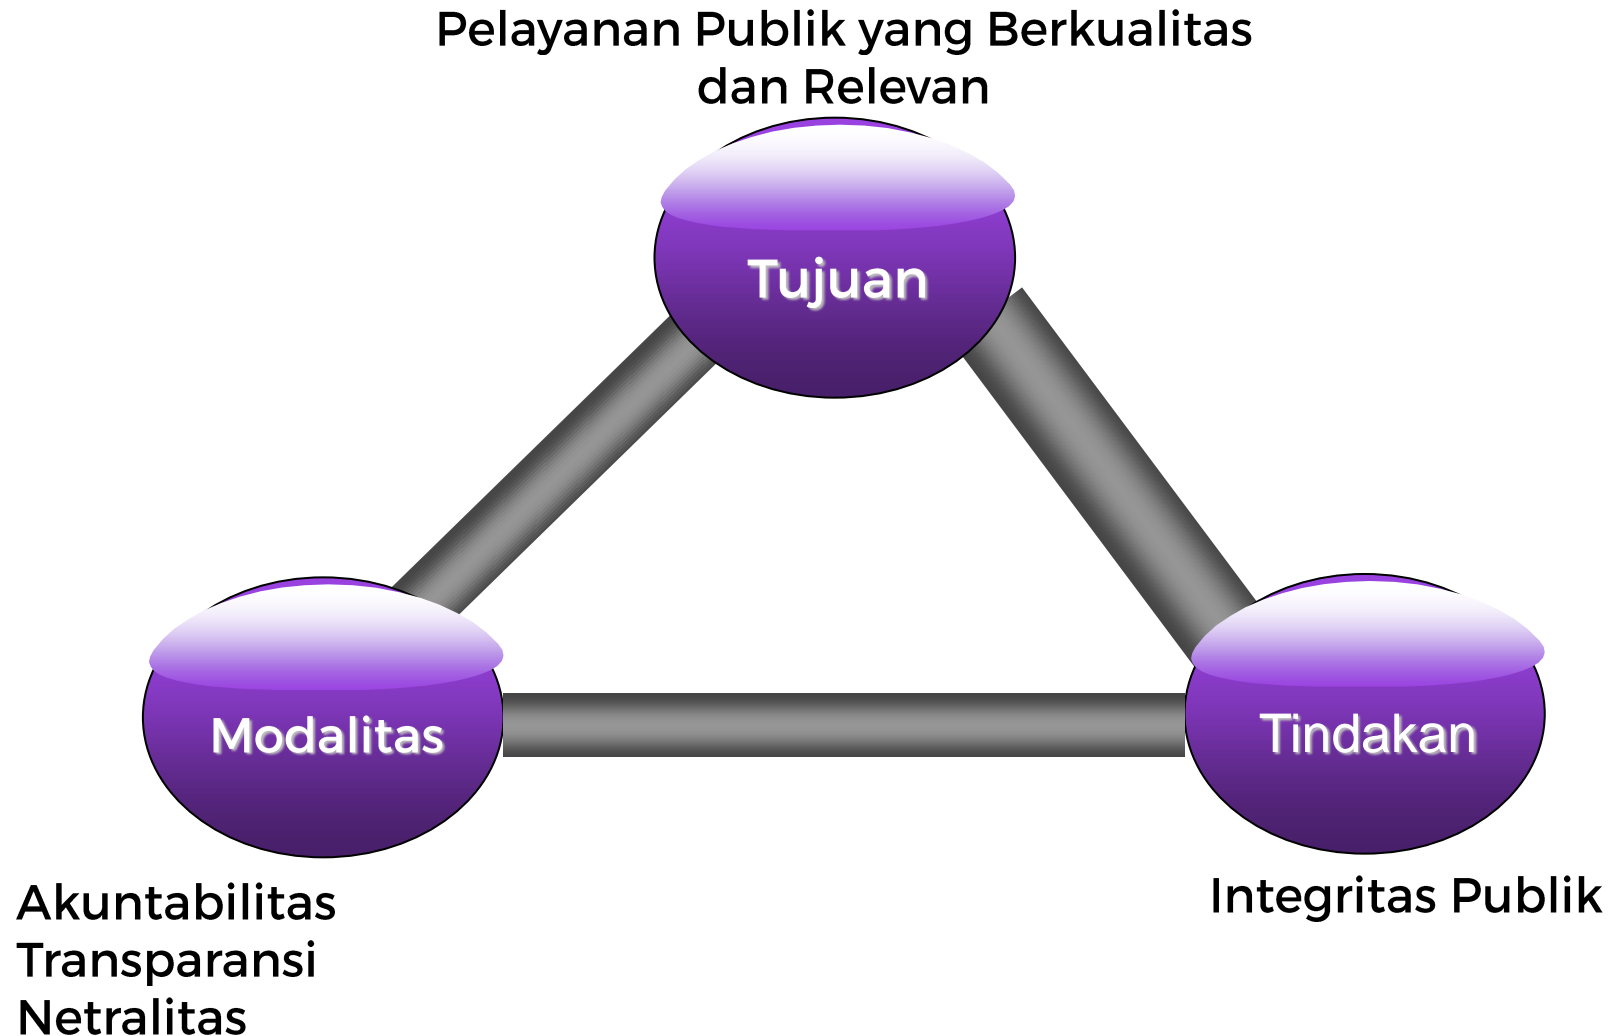 Pelayanan Publik yang Berkualitas
dan Relevan
Tujuan
Modalitas
Tindakan
Akuntabilitas
Transparansi
Netralitas
Integritas Publik